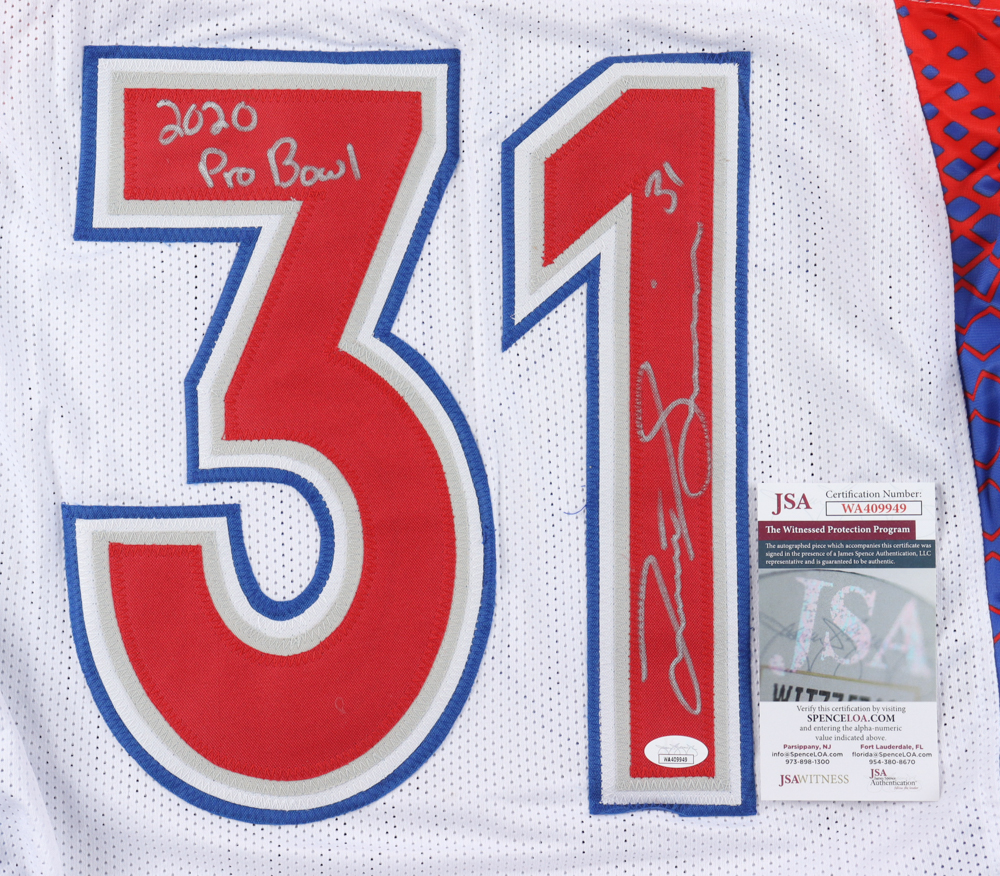 31
2020
Pro Bowl
31
WA409949
JSA
Certification Number:
WA409949
The Witnessed Protection Program
The autographed piece which accompanies this certificate was
signed in the presence of a James Spence Authentication, LLC
representative and is guaranteed to be authentic.
JSA
Verify this certification by visiting
SPENCELOA.COM
and entering the alpha-numeric
value indicated above.
Parsippany, NJ
info@SpenceLOA.com
973-898-1300
Fort Lauderdale, FL
florida@SpenceLOA.com
954-380-8670
JSAWITNESS
JSA
Authentication